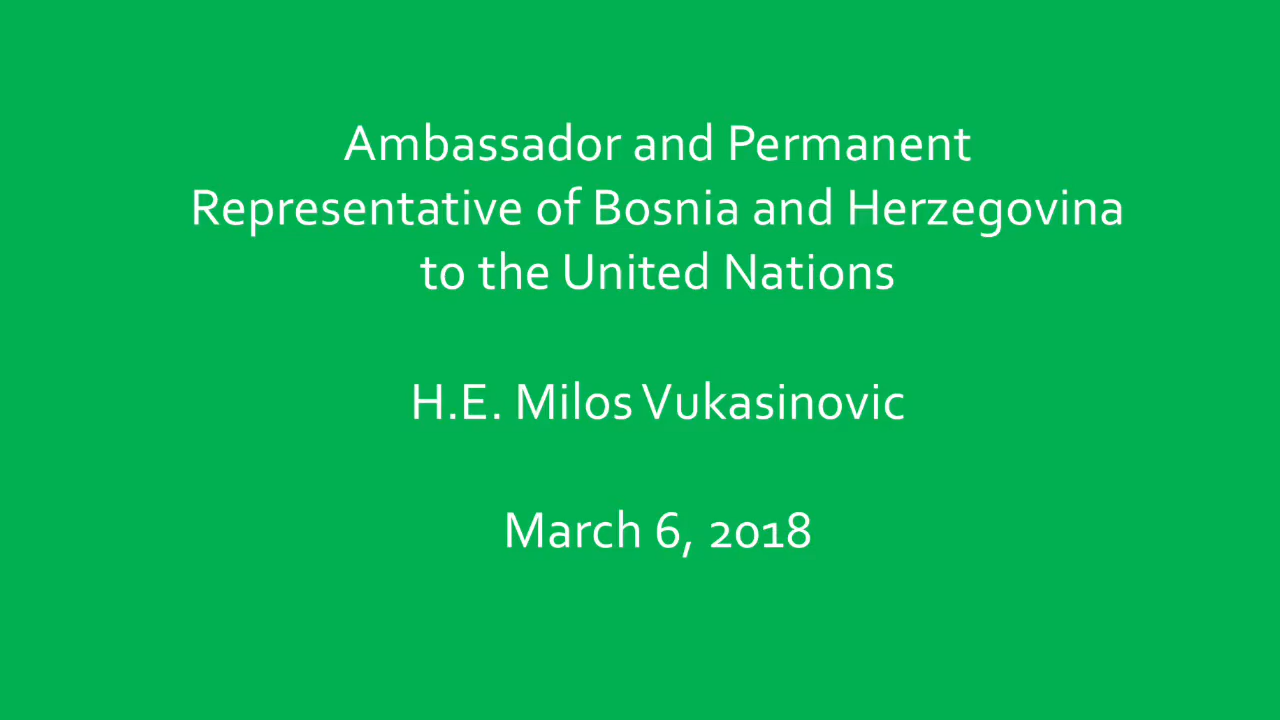 Ambassador and Permanent
Representative of Bosnia and Herzegovina
to the United Nations
H.E. Milos Vukasinovic
March 6, 2018